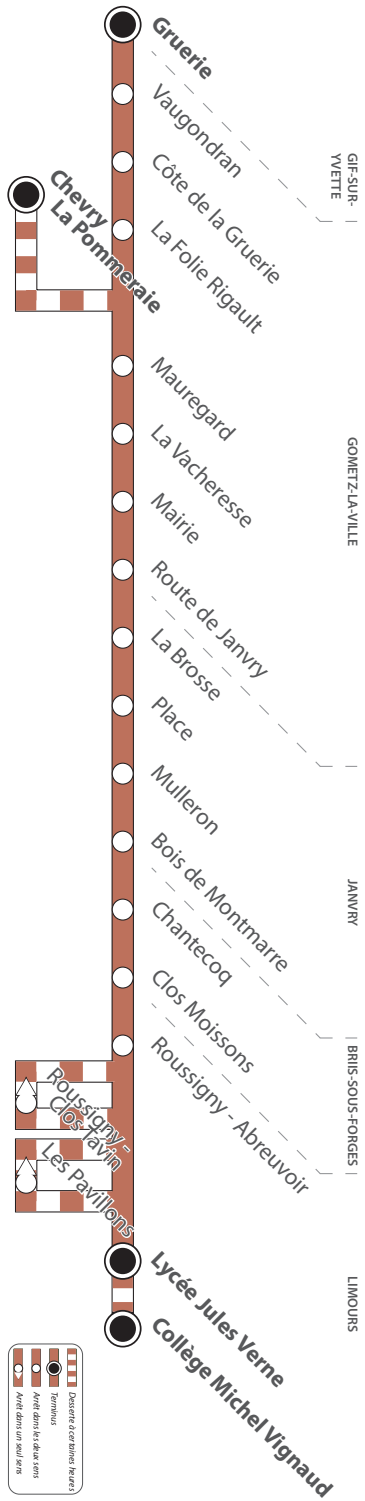 GIF-SUR-
YVETTE
GOMETZ-LA-VILLE
JANVRY
BRIIS-SOUS-FORGES
LIMOURS
Gruerie
Vaugondran
Côte de la Gruerie
La Folie Rigault
Chevry
La Pommeraie
Mauregard
La Vacheresse
Mairie
Route de Janvry
La Brosse
Place
Mulleron
Bois de Montmarre
Chantecoq
Clos Moissons
Roussigny - Abreuvoir
Roussigny -
Clos Tavin
Les Pavillons
Lycée Jules Verne
Collège Michel Vignaud
Desserte à certaines heures
Terminus
Arrêt dans les deux sens
Arrêt dans un seul sens